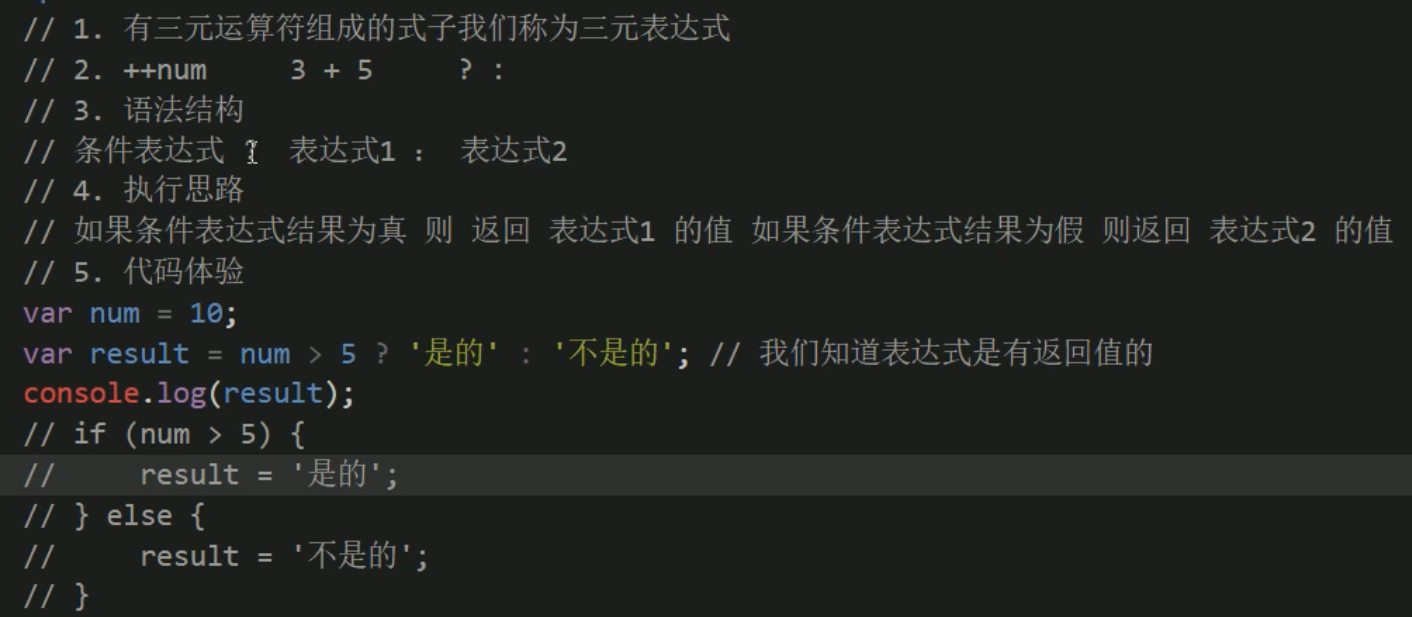 // 1. 有三元运算符组成的式子我们称为三元表达式
// 2. ++num     3 + 5     ? :
// 3. 语法结构
// 条件表达式 ? 表达式1 : 表达式2
// 4. 执行思路
// 如果条件表达式结果为真 则 返回 表达式1 的值 如果条件表达式结果为假 则返回 表达式2 的值
// 5. 代码体验
var num = 10;
var result = num > 5 ? '是的' : '不是的'; // 我们知道表达式是有返回值的
console.log(result);
// if (num > 5) {
//     result = '是的';
// } else {
//     result = '不是的';
// }